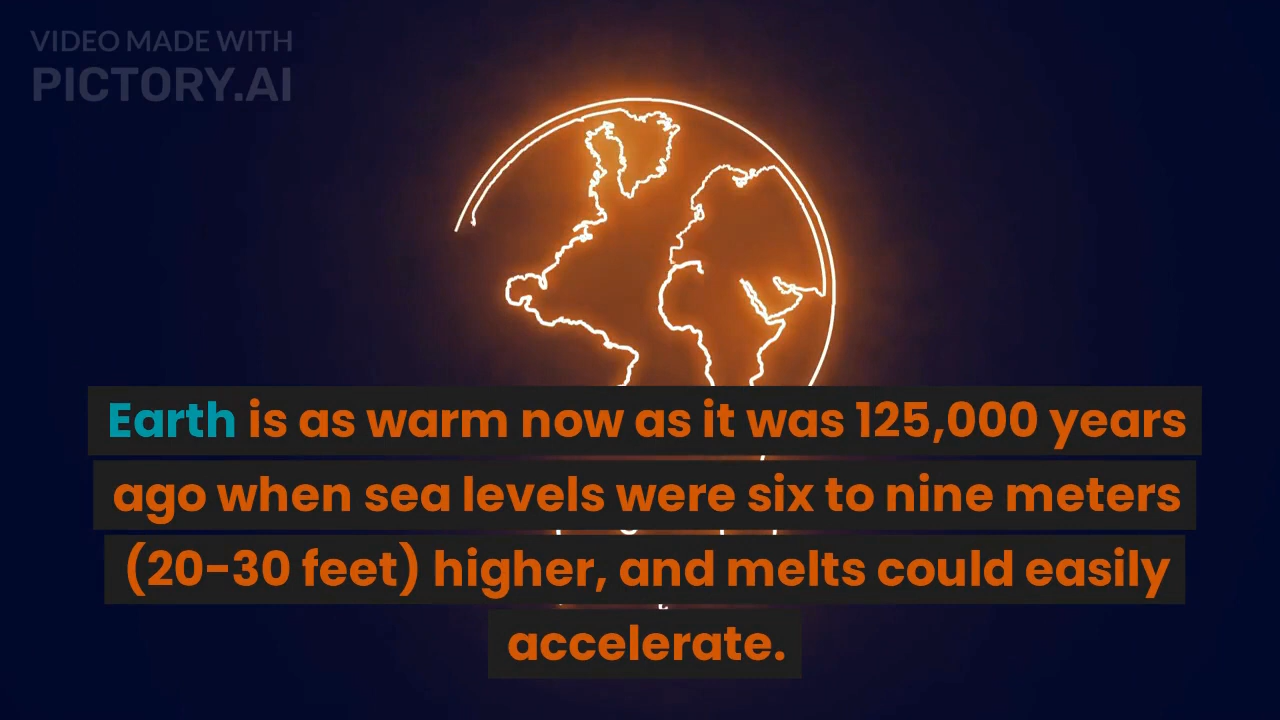 VIDEO MADE WITH
PICTORY.AI
Earth is as warm now as it was 125,000 years
ago when sea levels were six to nine meters
(20-30 feet) higher, and melts could easily
accelerate.